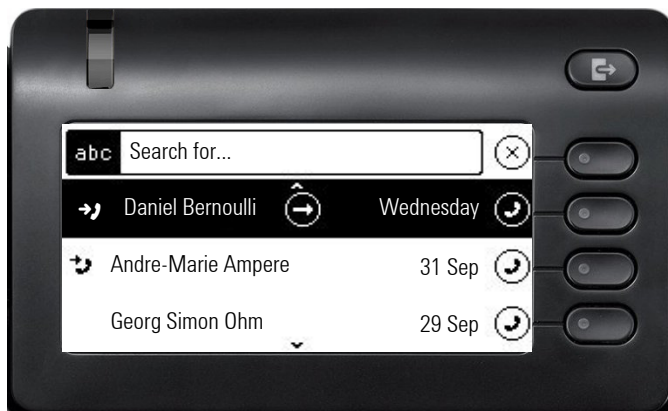 abc Search for...
Daniel Bernoulli Wednesday
Andre-Marie Ampere 31 Sep
Georg Simon Ohm 29 Sep